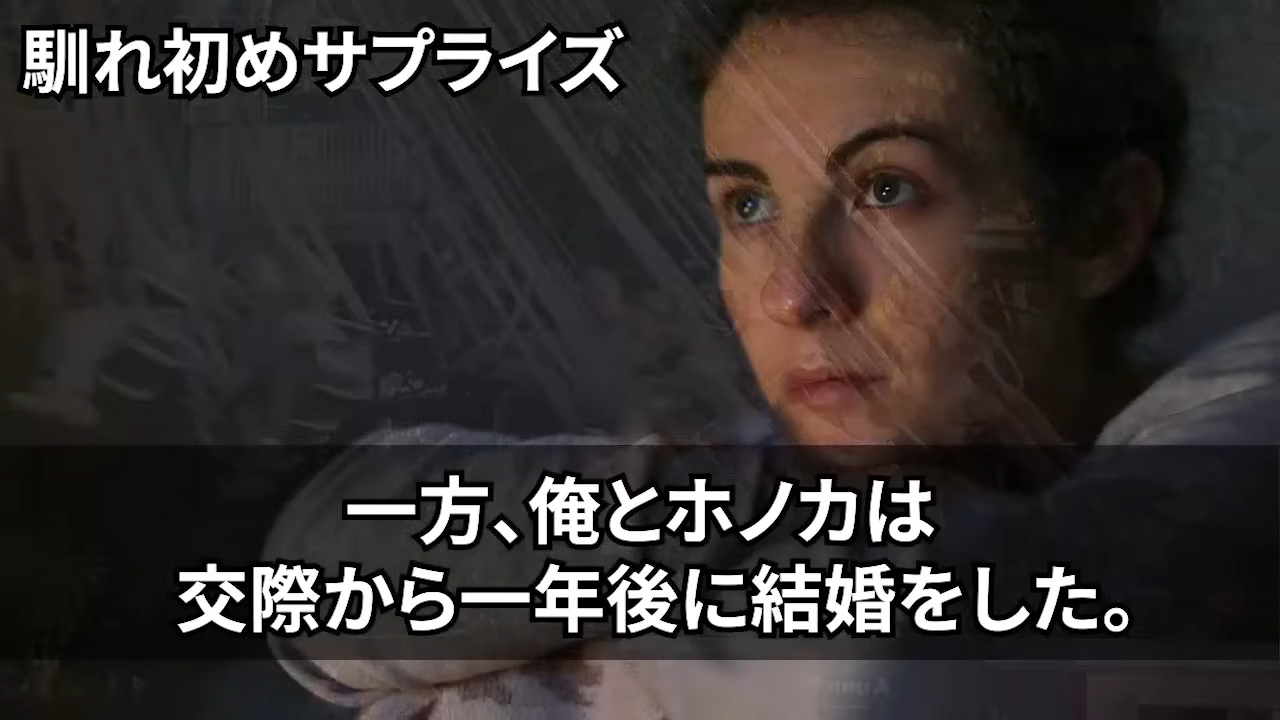 馴れ初めサプライズ
一方、俺とホノカは
交際から一年後に結婚をした。